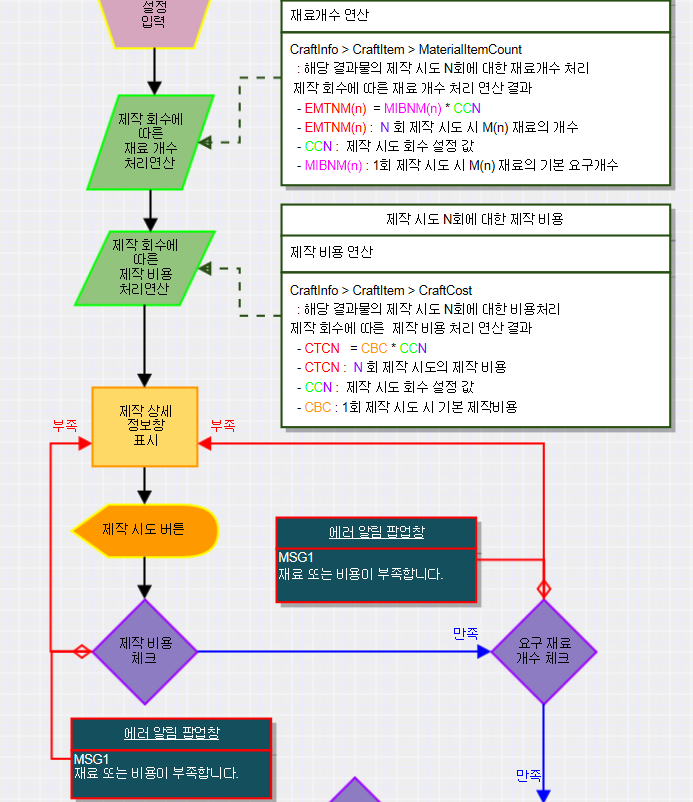 설정
입력
재료개수 연산
CraftInfo > CraftItem > MaterialItemCount
: 해당 결과물의 제작 시도 N회에 대한 재료개수 처리
제작 회수에 따른 재료 개수 처리 연산 결과
- EMTNM(n) = MIBNM(n) * CCN
- EMTNM(n) : N 회 제작 시도 시 M(n) 재료의 개수
- CCN : 제작 시도 회수 설정 값
- MIBNM(n) : 1회 제작 시도 시 M(n) 재료의 기본 요구개수
제작 회수에
따른
재료 개수
처리연산
제작 시도 N회에 대한 제작 비용
제작 비용 연산
CraftInfo > CraftItem > CraftCost
: 해당 결과물의 제작 시도 N회에 대한 비용처리
제작 회수에 따른 제작 비용 처리 연산 결과
- CTCN = CBC * CCN
- CTCN : N 회 제작 시도의 제작 비용
- CCN : 제작 시도 회수 설정 값
- CBC : 1회 제작 시도 시 기본 제작비용
제작 회수에
따른
제작 비용
처리연산
부족
제작 상세
정보창
표시
부족
제작 시도 버튼
에러 알림 팝업창
MSG1
재료 또는 비용이 부족합니다.
제작 비용
체크
만족
요구 재료
개수 체크
에러 알림 팝업창
MSG1
재료 또는 비용이 부족합니다.
만족